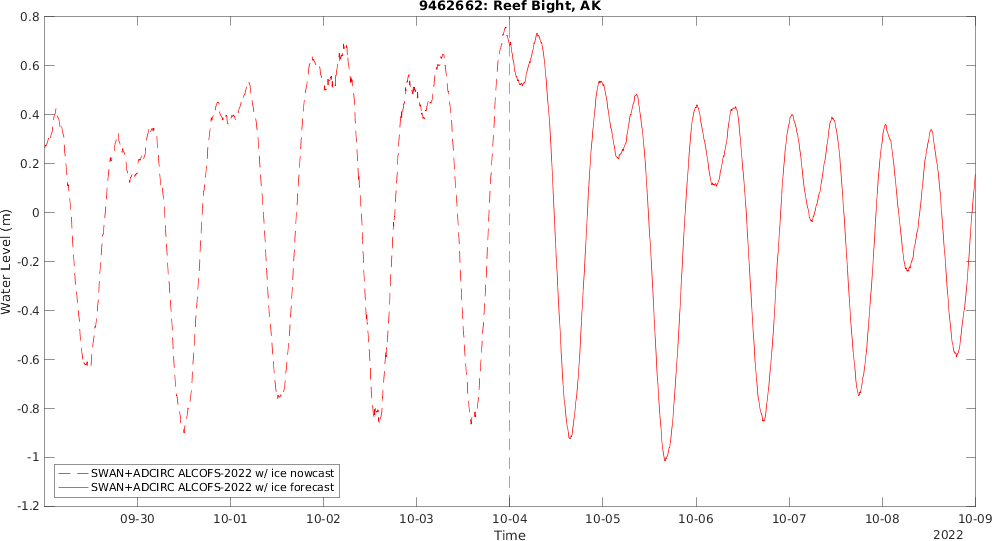 9462662: Reef Bight, AK
0.8
0.6
0.4
0.2
0
-0.2
-0.4
-0.6
-0.8
-1
-1.2
Water Level (m)
SWAN+ADCIRC ALCOFS-2022 w/ ice nowcast
SWAN+ADCIRC ALCOFS-2022 w/ ice forecast
09-30 10-01 10-02 10-03 10-04 10-05 10-06 10-07 10-08 10-09
Time
2022